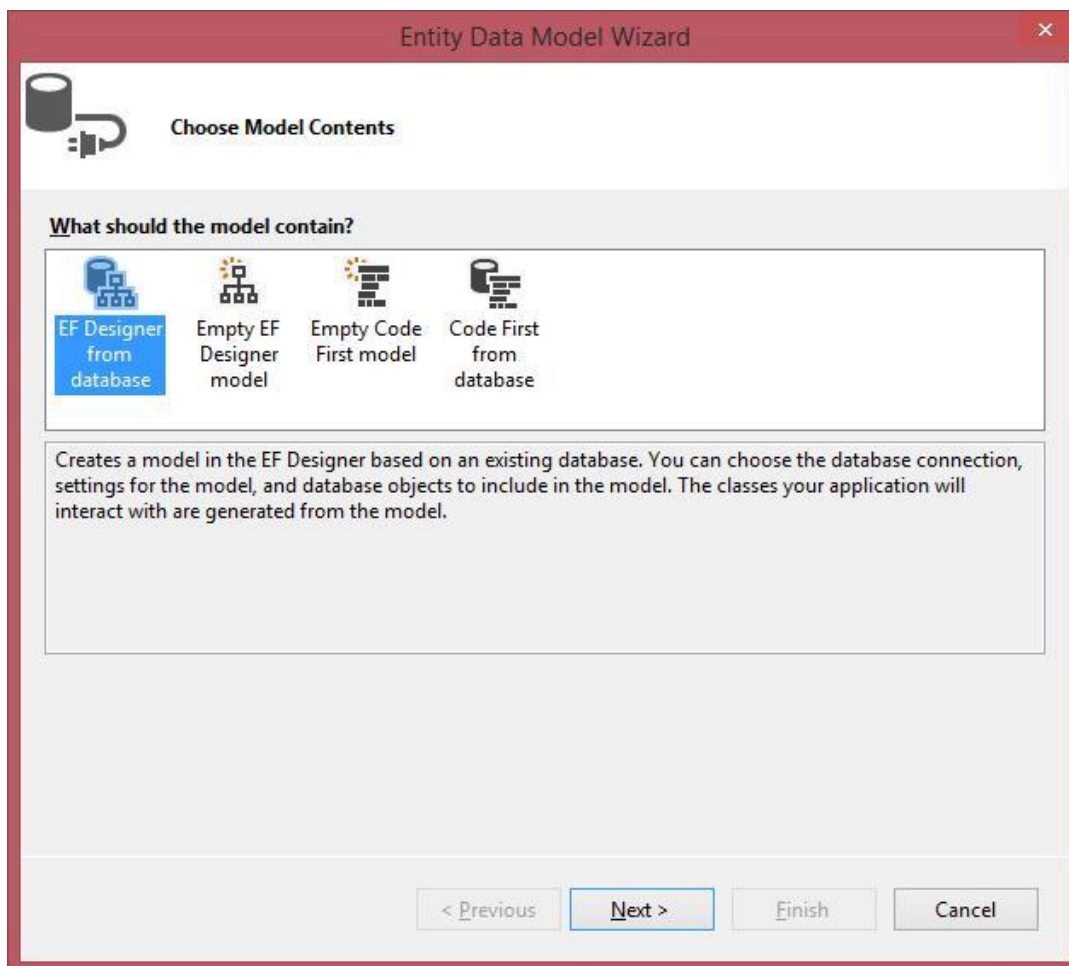 Entity Data Model Wizard
Choose Model Contents
What should the model contain?
EF Designer
from
database
Empty EF
Designer
model
Empty Code
First model
Code First
from
database
Creates a model in the EF Designer based on an existing database. You can choose the database connection,
settings for the model, and database objects to include in the model. The classes your application will
interact with are generated from the model.
< Previous
Next >
Finish
Cancel